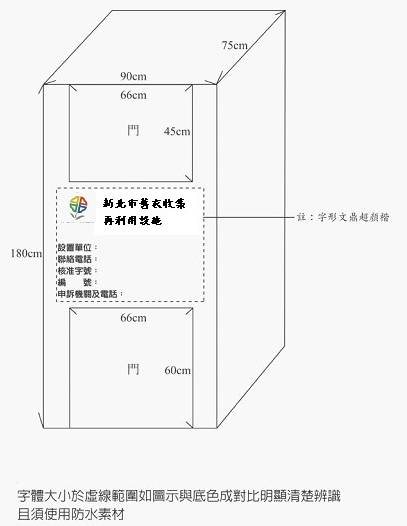 75cm
90cm
66cm
門
45cm
新北市舊衣收集
再利用設施
註：字形文鼎超顏楷
180cm
設置單位：
聯絡電話：
核准字號：
編　　號：
申訴機關及電話：
66cm
門
60cm
字體大小於虛線範圍如圖示與底色成對比明顯清楚辨識
且須使用防水素材